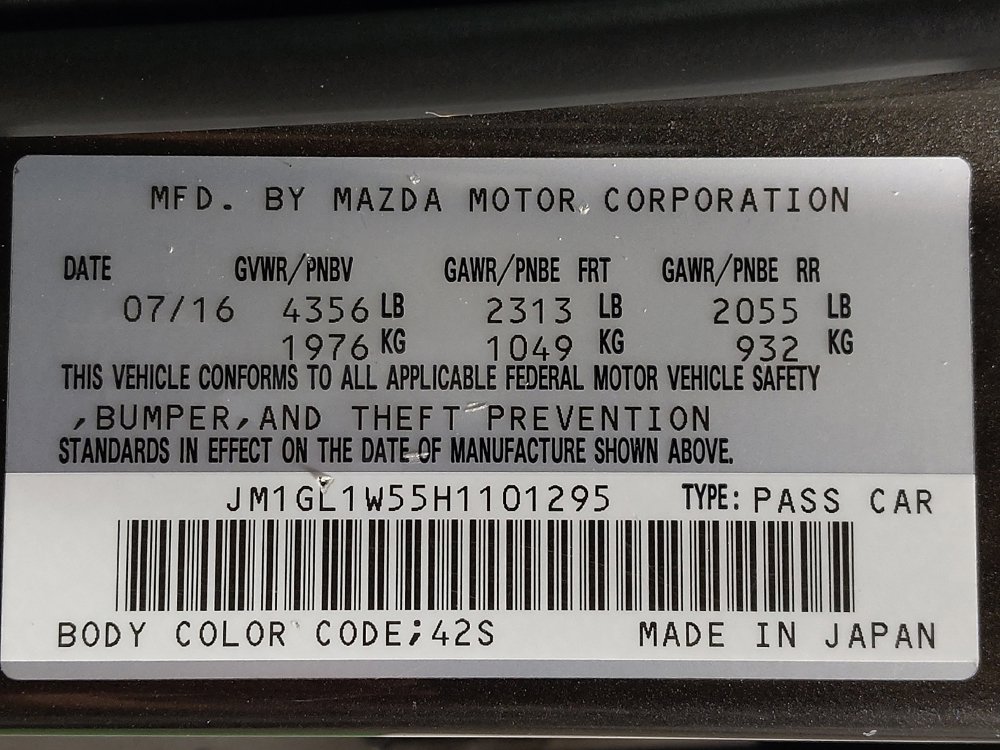 MFD. BY MAZDA MOTOR CORPORATION
DATE GVWR/PNBV GAWR/PNBE FRT GAWR/PNBE RR
07/16 4356 LB 2313 LB 2055 LB
1976 KG 1049 KG 932 KG
THIS VEHICLE CONFORMS TO ALL APPLICABLE FEDERAL MOTOR VEHICLE SAFETY
,BUMPER,AND THEFT PREVENTION
STANDARDS IN EFFECT ON THE DATE OF MANUFACTURE SHOWN ABOVE.
JM1GL1W55H1101295 TYPE: PASS CAR
BODY COLOR CODE;42S MADE IN JAPAN